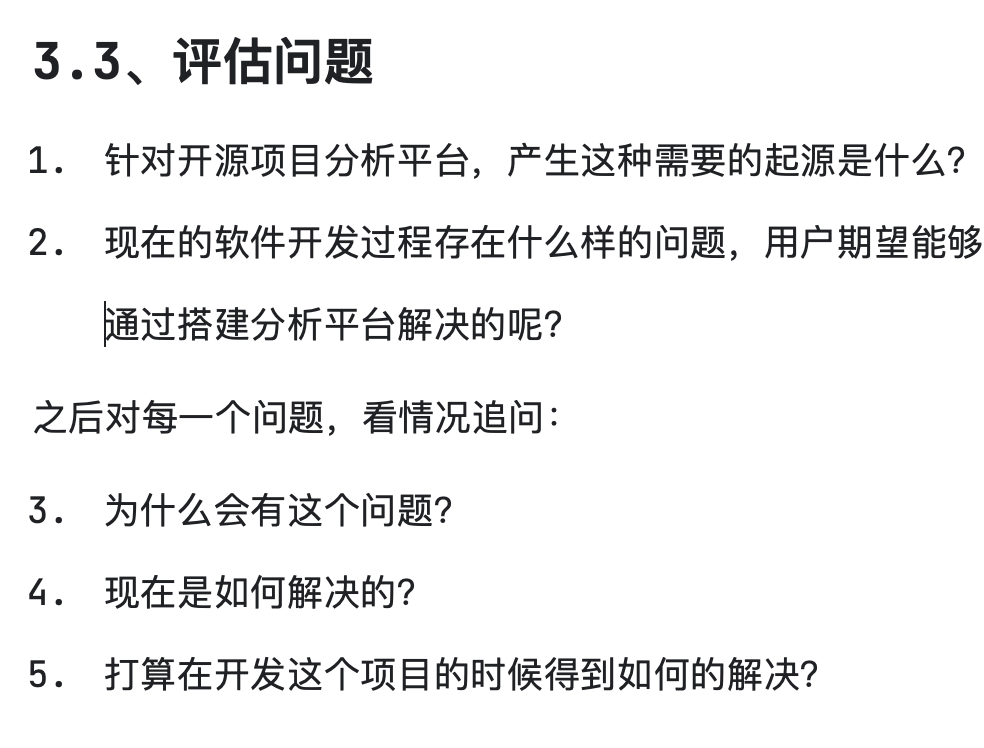 3.3、评估问题
1. 针对开源项目分析平台，产生这种需要的起源是什么？
2. 现在的软件开发过程存在什么样的问题，用户期望能够
通过搭建分析平台解决的呢？
之后对每一个问题，看情况追问：
3. 为什么会有这个问题？
4. 现在是如何解决的？
5. 打算在开发这个项目的时候得到如何的解决？